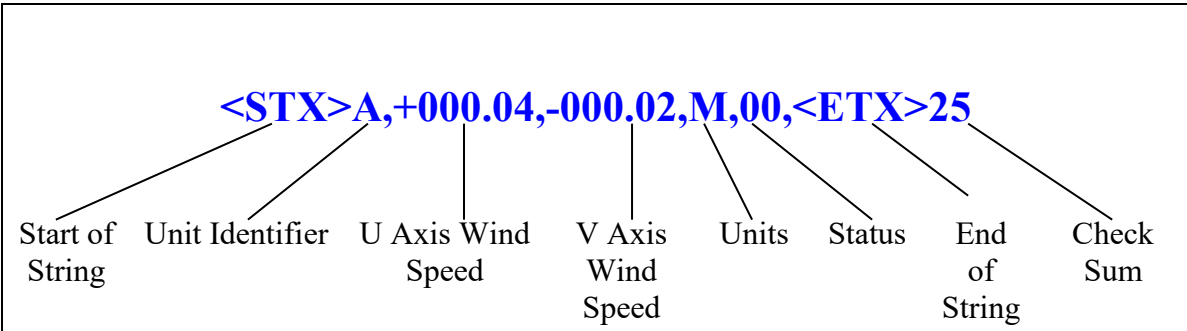 <STX>A,+000.04,-000.02,M,00,<ETX>25
Start of String
Unit Identifier
U Axis Wind Speed
V Axis Wind Speed
Units
Status
End of String
Check Sum